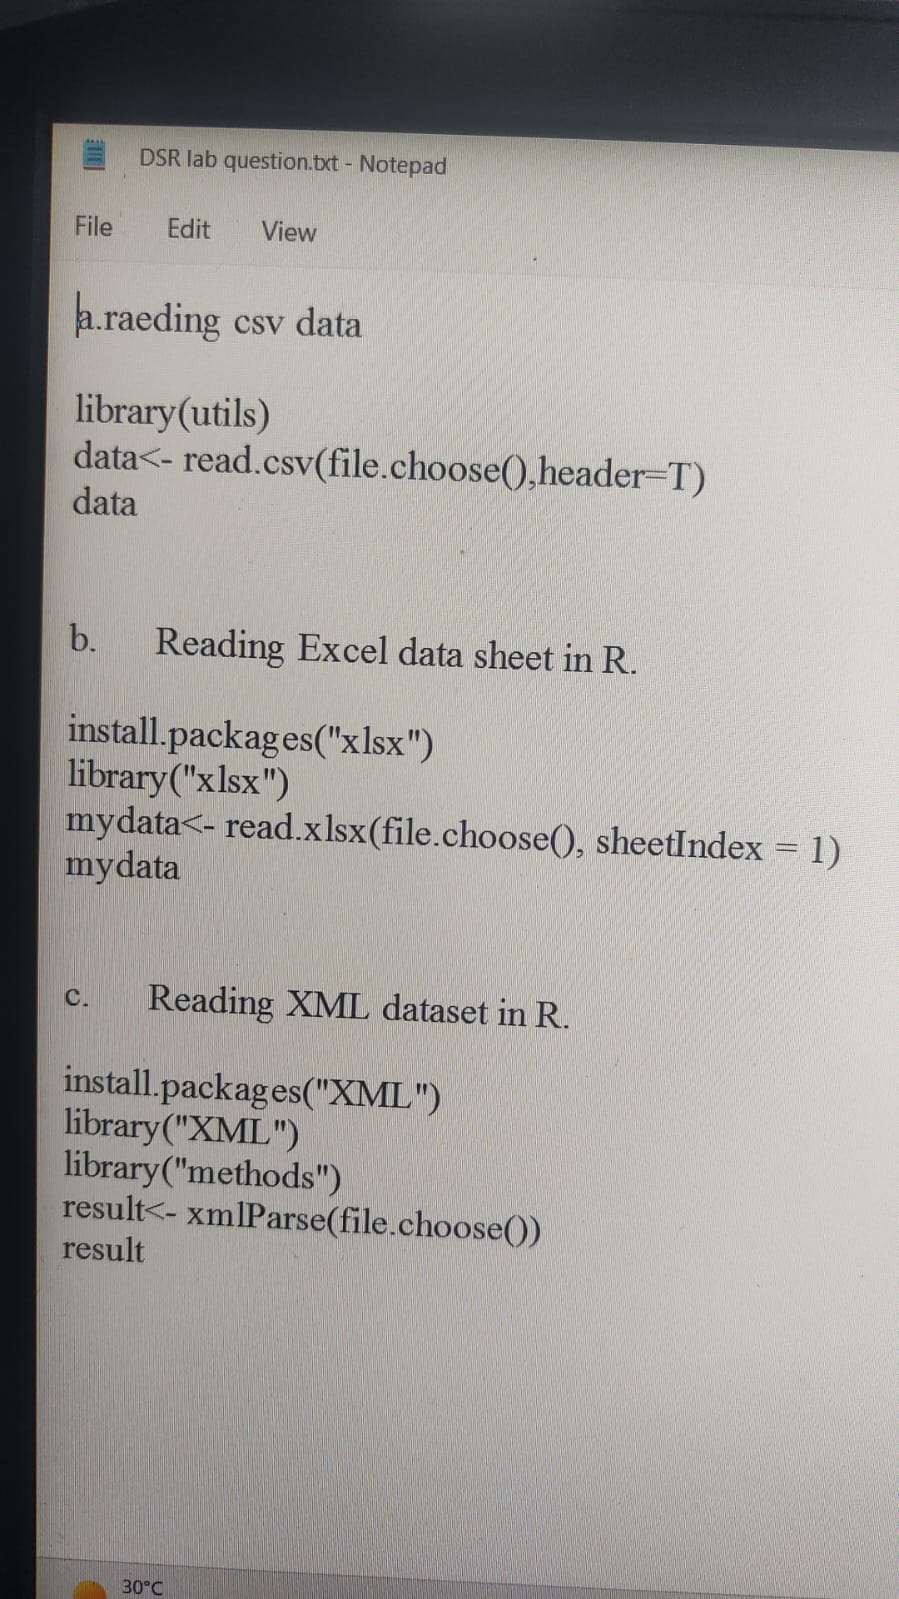 DSR lab question.txt - Notepad
File Edit View
a.raeding csv data
library(utils)
data<- read.csv(file.choose(),header=T)
data
b. Reading Excel data sheet in R.
install.packages("xlsx")
library("xlsx")
mydata<- read.xlsx(file.choose(), sheetIndex = 1)
mydata
c. Reading XML dataset in R.
install.packages("XML")
library("XML")
library("methods")
result<- xmlParse(file.choose())
result
30°C